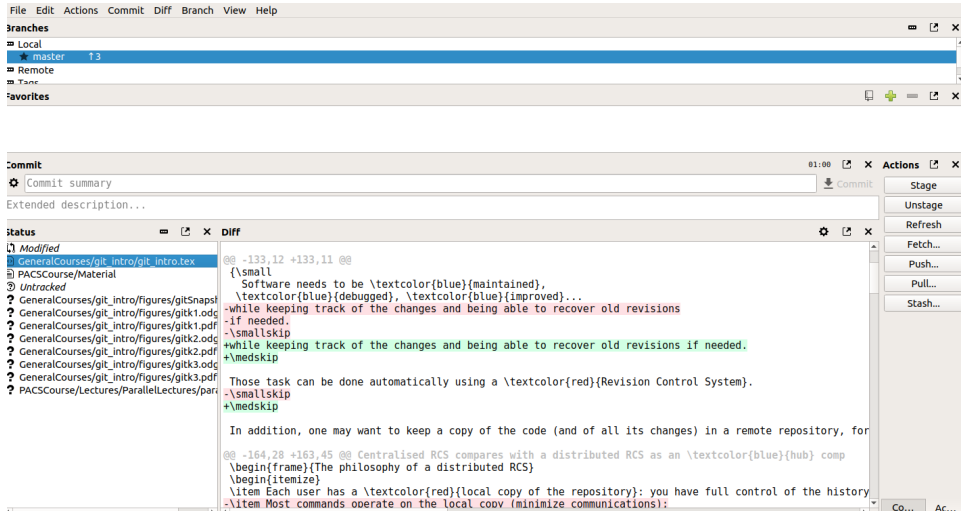 File Edit Actions Commit Diff Branch View Help
Branches
Local
master ↑3
Remote
Tags
Favorites
Commit
01:00
Actions
Commit summary
Commit
Stage
Extended description...
Unstage
Refresh
Fetch...
Push...
Pull...
Stash...
Status
Modified
GeneralCourses/git_intro/git_intro.tex
PACSCourse/Material
Untracked
GeneralCourses/git_intro/figures/gitSnapsh
GeneralCourses/git_intro/figures/gitk1.odg
GeneralCourses/git_intro/figures/gitk1.pdf
GeneralCourses/git_intro/figures/gitk2.odg
GeneralCourses/git_intro/figures/gitk2.pdf
GeneralCourses/git_intro/figures/gitk3.odg
GeneralCourses/git_intro/figures/gitk3.pdf
PACSCourse/Lectures/ParallelLectures/para
Diff
@@ -133,12 +133,11 @@
{\small
Software needs to be \textcolor{blue}{maintained},
\textcolor{blue}{debugged}, \textcolor{blue}{improved}...
-while keeping track of the changes and being able to recover old revisions
-if needed.
-\smallskip
+while keeping track of the changes and being able to recover old revisions if needed.
+\medskip
Those task can be done automatically using a \textcolor{red}{Revision Control System}.
-\smallskip
+\medskip
In addition, one may want to keep a copy of the code (and of all its changes) in a remote repository, for
@@ -164,28 +163,45 @@ Centralised RCS compares with a distributed RCS as an \textcolor{blue}{hub} comp
\begin{frame}{The philosophy of a distributed RCS}
\begin{itemize}
\item Each user has a \textcolor{red}{local copy of the repository}: you have full control of the history
-\item Most commands operate on the local copy (minimize communications):
Co... Ac...